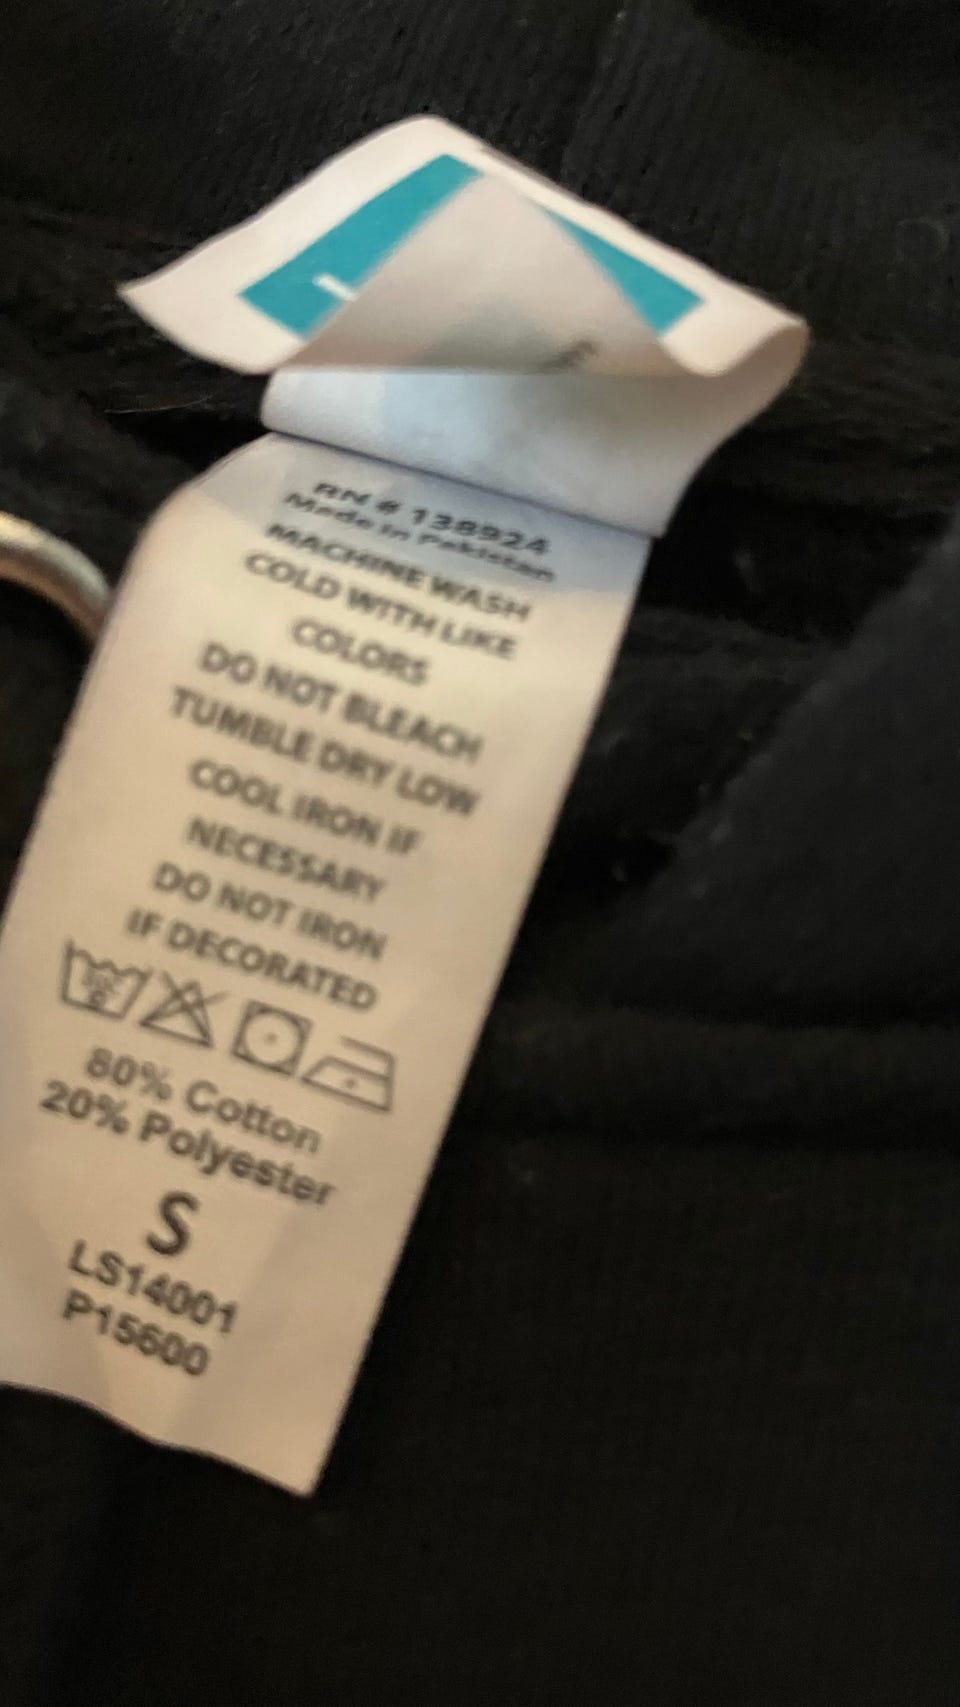 RN # 138924
Made in Pakistan
MACHINE WASH
COLD WITH LIKE
COLORS
DO NOT BLEACH
TUMBLE DRY LOW
COOL IRON IF
NECESSARY
DO NOT IRON
IF DECORATED
80% Cotton
20% Polyester
S
LS14001
P15600